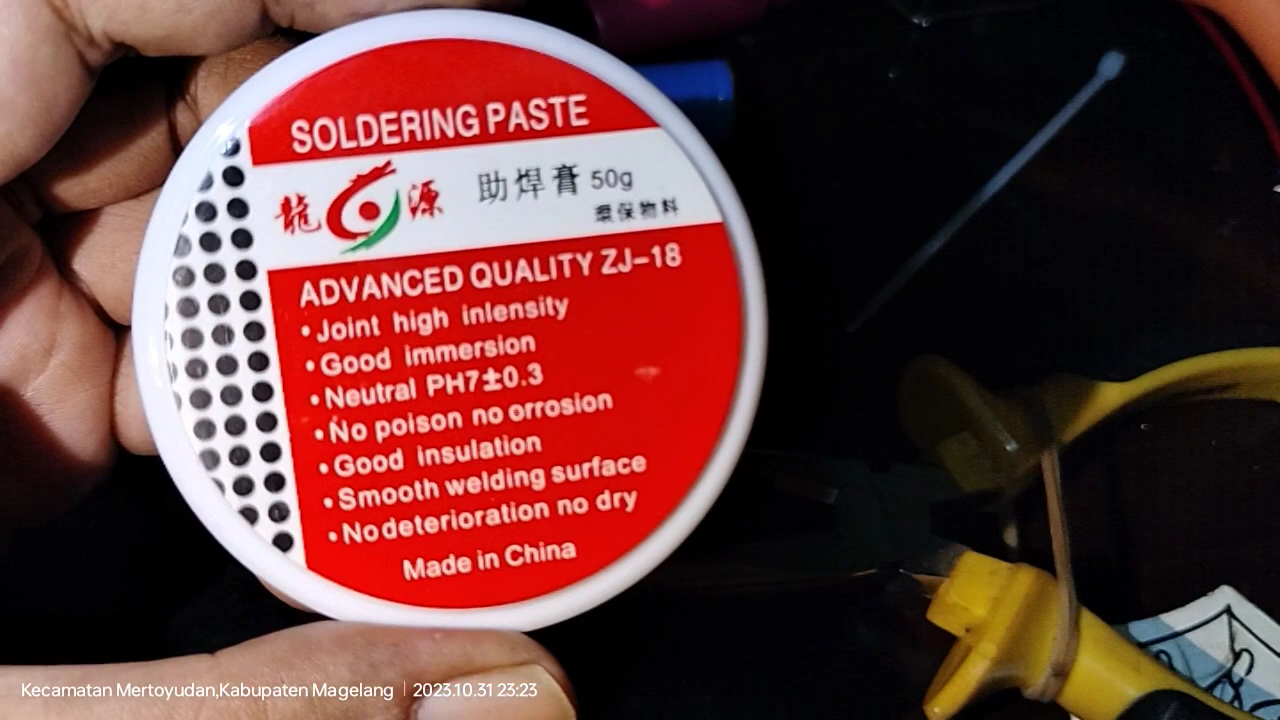 SOLDERING PASTE
龍 源 助焊膏 50g
環保物料
ADVANCED QUALITY ZJ-18
• Joint high inlensity
• Good immersion
• Neutral PH7±0.3
• No poison no orrosion
• Good insulation
• Smooth welding surface
• No deterioration no dry
Made in China
Kecamatan Mertoyudan,Kabupaten Magelang | 2023.10.31 23:23